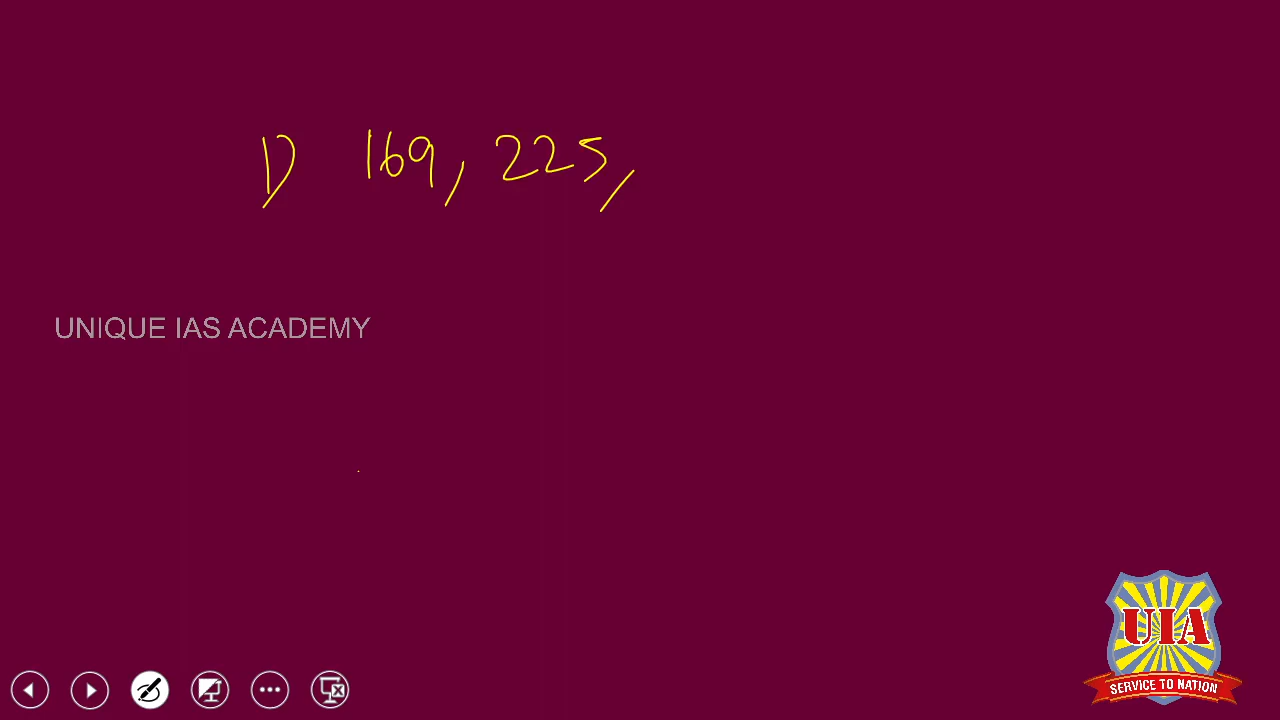 1) 169, 225,
UNIQUE IAS ACADEMY
UIA
SERVICE TO NATION